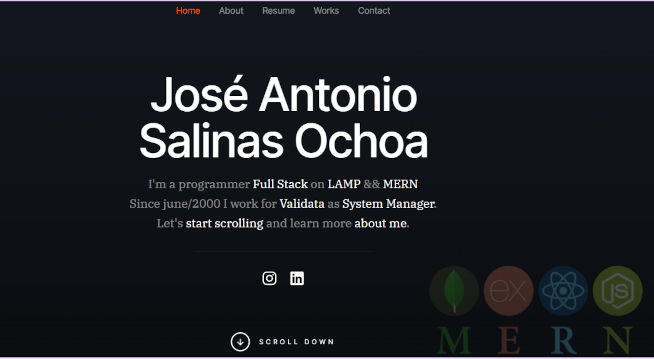 Home About Resume Works Contact
José Antonio
Salinas Ochoa
I'm a programmer Full Stack on LAMP && MERN
Since june/2000 I work for Validata as System Manager.
Let's start scrolling and learn more about me.
in
ex JS
SCROLL DOWN
M E R N